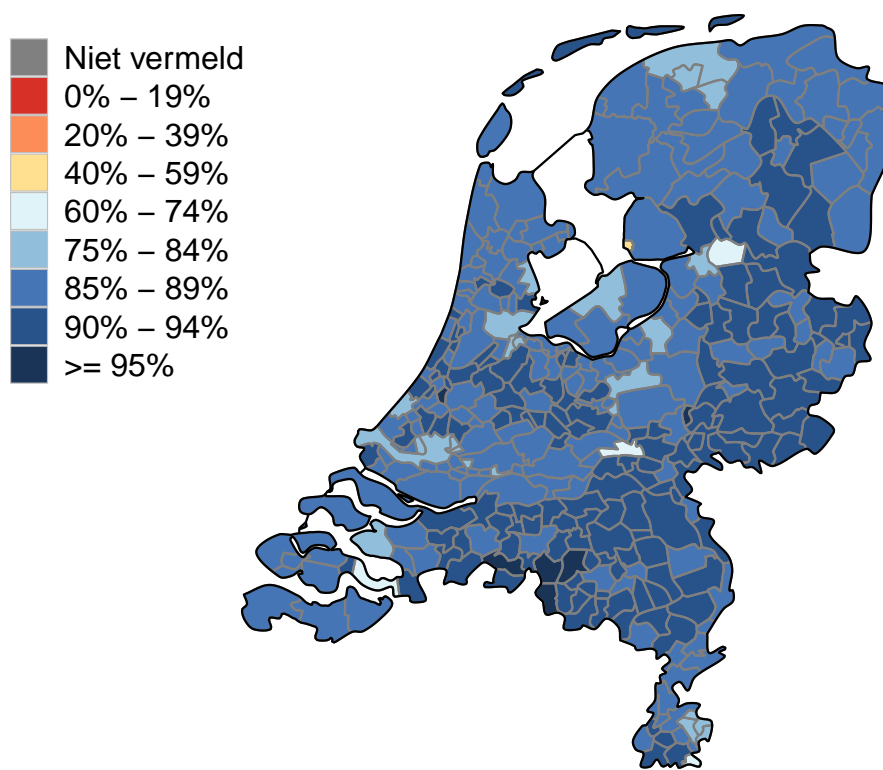 Niet vermeld
0% – 19%
20% – 39%
40% – 59%
60% – 74%
75% – 84%
85% – 89%
90% – 94%
>= 95%